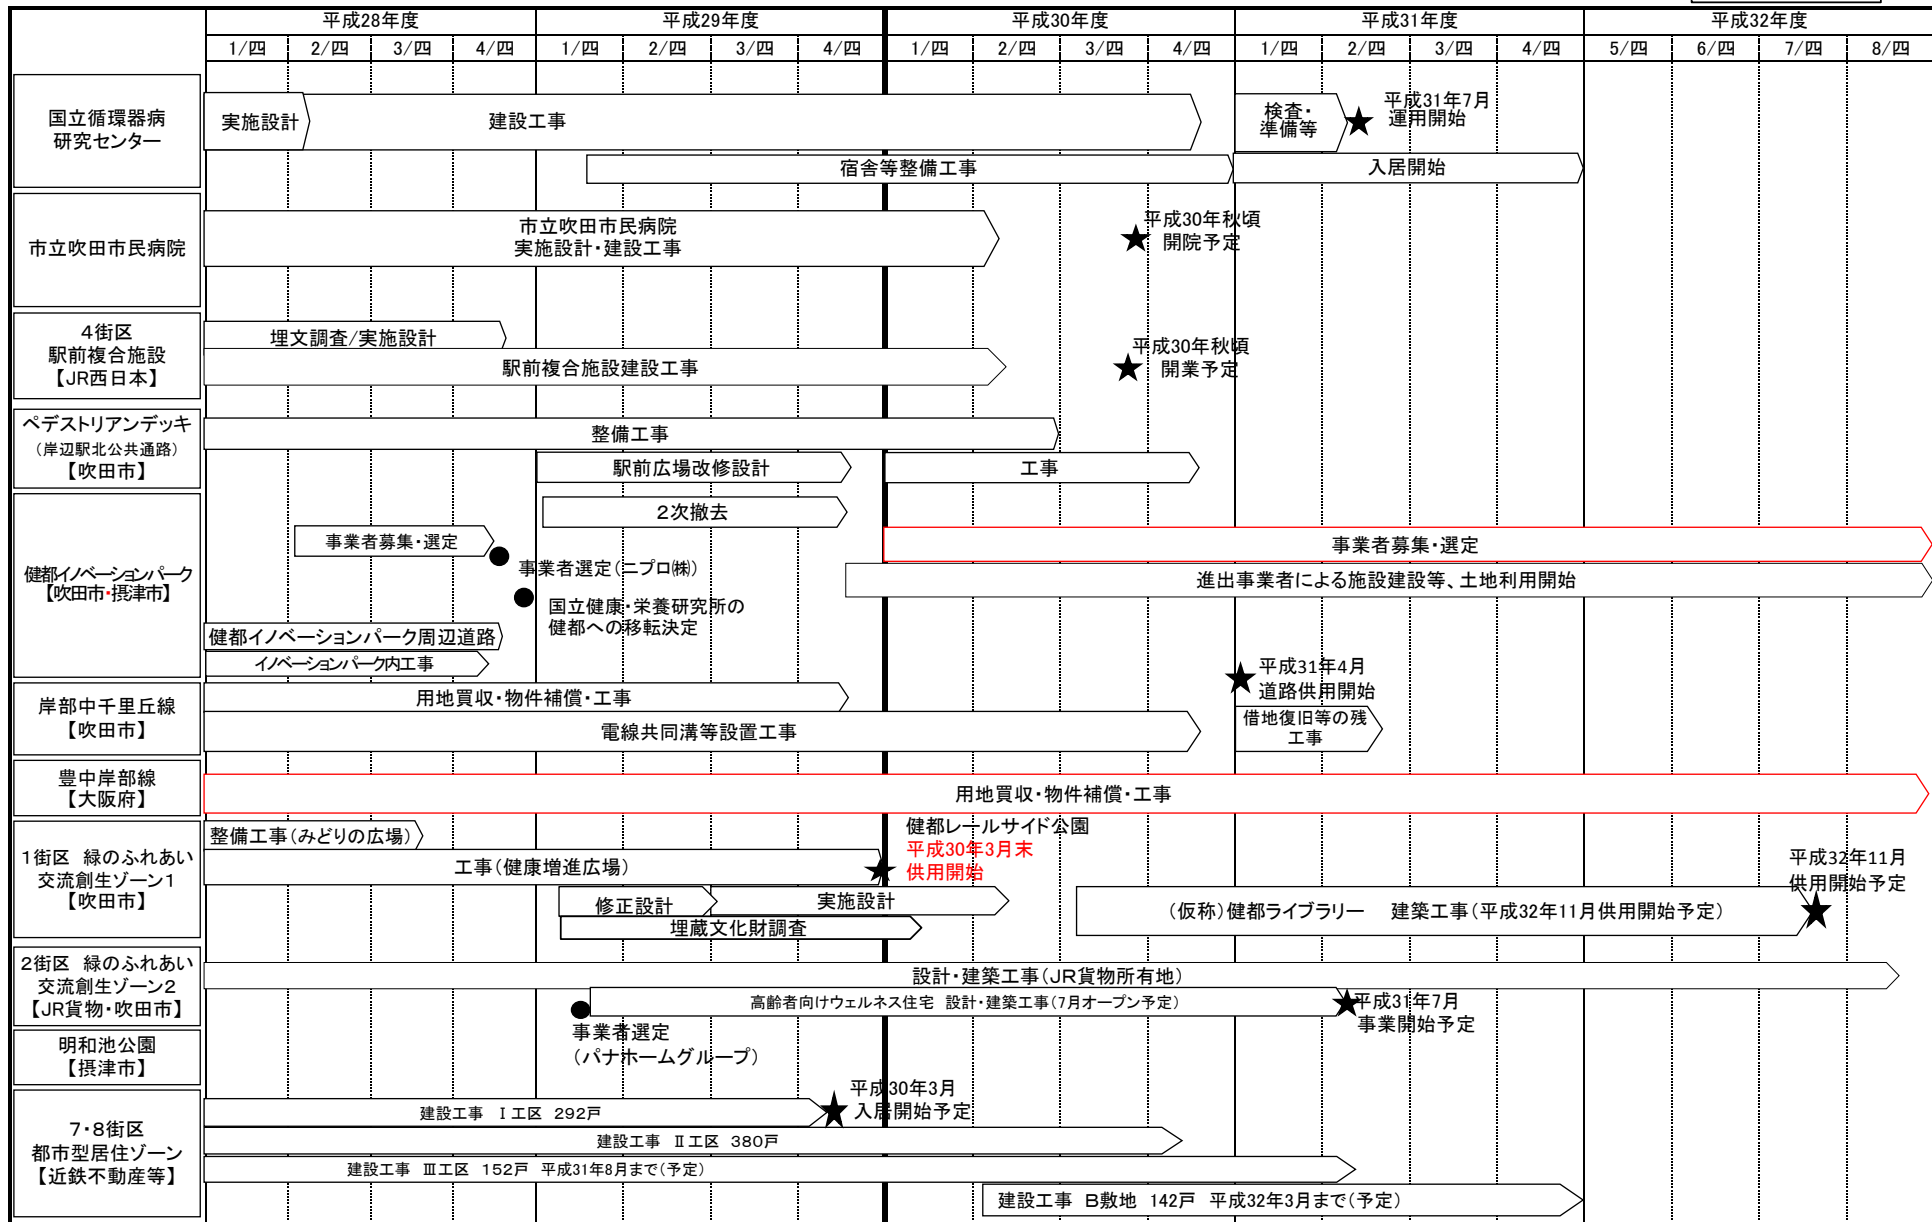 平成28年度 平成29年度 平成30年度 平成31年度 平成32年度
1/四 2/四 3/四 4/四 1/四 2/四 3/四 4/四 1/四 2/四 3/四 4/四 1/四 2/四 3/四 4/四 5/四 6/四 7/四 8/四
国立循環器病
研究センター
実施設計
建設工事
検査・
準備等
平成31年7月
運用開始
宿舎等整備工事
入居開始
市立吹田市民病院
市立吹田市民病院
実施設計・建設工事
平成30年秋頃
開院予定
4街区
駅前複合施設
【JR西日本】
埋文調査/実施設計
駅前複合施設建設工事
平成30年秋頃
開業予定
ペデストリアンデッキ
(岸辺駅北公共通路)
【吹田市】
整備工事
駅前広場改修設計
工事
健都イノベーションパーク
【吹田市・摂津市】
2次撤去
事業者募集・選定
事業者募集・選定
事業者選定(ニプロ㈱)
進出事業者による施設建設等、土地利用開始
国立健康・栄養研究所の
健都への移転決定
健都イノベーションパーク周辺道路
イノベーションパーク内工事
岸部中千里丘線
【吹田市】
用地買収・物件補償・工事
電線共同溝等設置工事
平成31年4月
道路供用開始
借地復旧等の残
工事
豊中岸部線
【大阪府】
用地買収・物件補償・工事
1街区 緑のふれあい
交流創生ゾーン1
【吹田市】
整備工事(みどりの広場)
工事(健康増進広場)
健都レールサイド公園
平成30年3月末
供用開始
修正設計
実施設計
埋蔵文化財調査
(仮称)健都ライブラリー 建築工事(平成32年11月供用開始予定)
平成32年11月
供用開始予定
2街区 緑のふれあい
交流創生ゾーン2
【JR貨物・吹田市】
設計・建築工事(JR貨物所有地)
高齢者向けウェルネス住宅 設計・建築工事(7月オープン予定)
平成31年7月
事業開始予定
事業者選定
(パナホームグループ)
明和池公園
【摂津市】
7・8街区
都市型居住ゾーン
【近鉄不動産等】
建設工事 Ⅰ工区 292戸
平成30年3月
入居開始予定
建設工事 Ⅱ工区 380戸
建設工事 Ⅲ工区 152戸 平成31年8月まで(予定)
建設工事 B敷地 142戸 平成32年3月まで(予定)